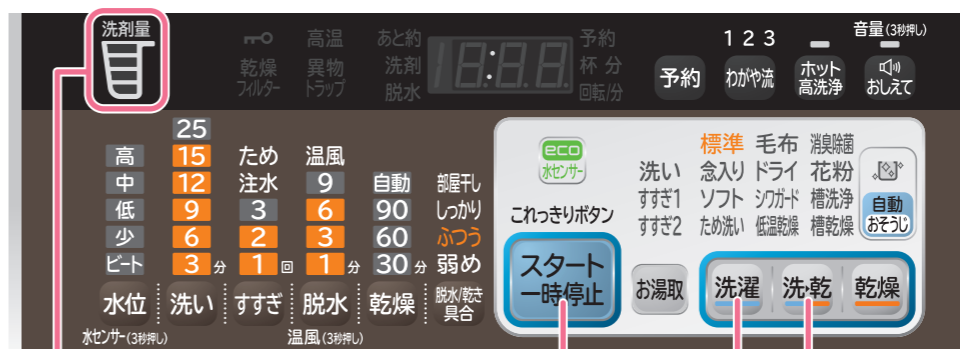 洗剤量
高温 あと約 予約
乾燥フィルター 異物トラップ 洗剤 杯 分
脱水 回転/分
予約
1 2 3
わがや流
ホット高洗浄
音量(3秒押し)
おしえて
25
高 15 ため 温風
中 12 注水 9 自動 部屋干し
低 9 3 6 90 しっかり
少 6 2 3 60 ふつう
ビート 3 分 1 回 1 分 30 分 弱め
水位 洗い すすぎ 脱水 乾燥 脱水/乾き具合
水センサー(3秒押し) 温風(3秒押し)
eco
水センサー
これっきりボタン
スタート
一時停止
標準 毛布 消臭除菌
洗い 念入り ドライ 花粉
すすぎ1 ソフト シワガード 槽洗浄
すすぎ2 ため洗い 低温乾燥 槽乾燥
自動
おそうじ
お湯取 洗濯 洗・乾 乾燥